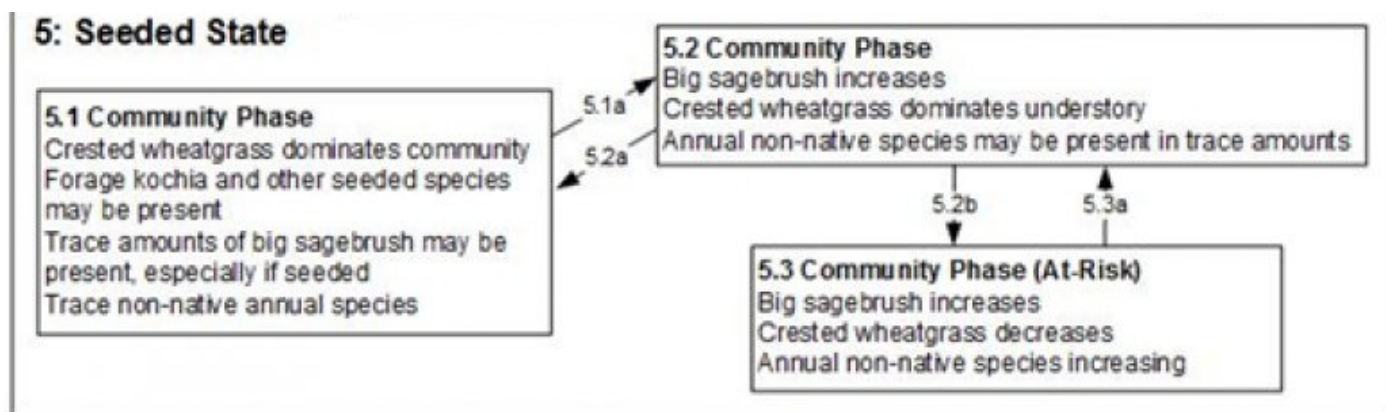 5: Seeded State
5.1 Community Phase
Crested wheatgrass dominates community
Forage kochia and other seeded species
may be present
Trace amounts of big sagebrush may be
present, especially if seeded
Trace non-native annual species
5.1a
5.2a
5.2 Community Phase
Big sagebrush increases
Crested wheatgrass dominates understory
Annual non-native species may be present in trace amounts
5.2b
5.3a
5.3 Community Phase (At-Risk)
Big sagebrush increases
Crested wheatgrass decreases
Annual non-native species increasing